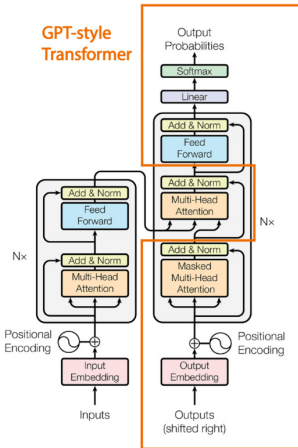 GPT-style
Transformer
Output
Probabilities
Softmax
Linear
Add & Norm
Feed
Forward
Add & Norm
Multi-Head
Attention
Add & Norm
Masked
Multi-Head
Attention
Nx
Positional
Encoding
Output
Embedding
Outputs
(shifted right)
Add & Norm
Feed
Forward
Nx
Add & Norm
Multi-Head
Attention
Positional
Encoding
Input
Embedding
Inputs